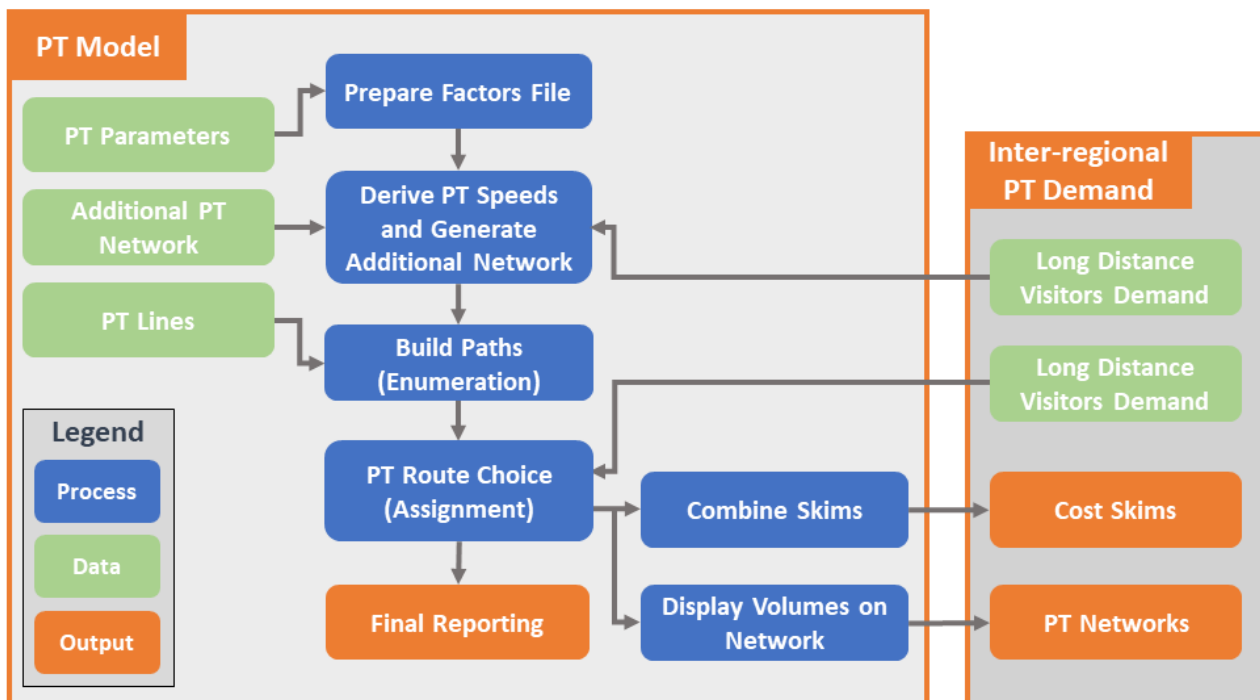 PT Model
Prepare Factors File
PT Parameters
Derive PT Speeds
and Generate
Additional Network
Additional PT
Network
PT Lines
Build Paths
(Enumeration)
PT Route Choice
(Assignment)
Combine Skims
Final Reporting
Display Volumes on
Network
Legend
Process
Data
Output
Inter-regional
PT Demand
Long Distance
Visitors Demand
Long Distance
Visitors Demand
Cost Skims
PT Networks